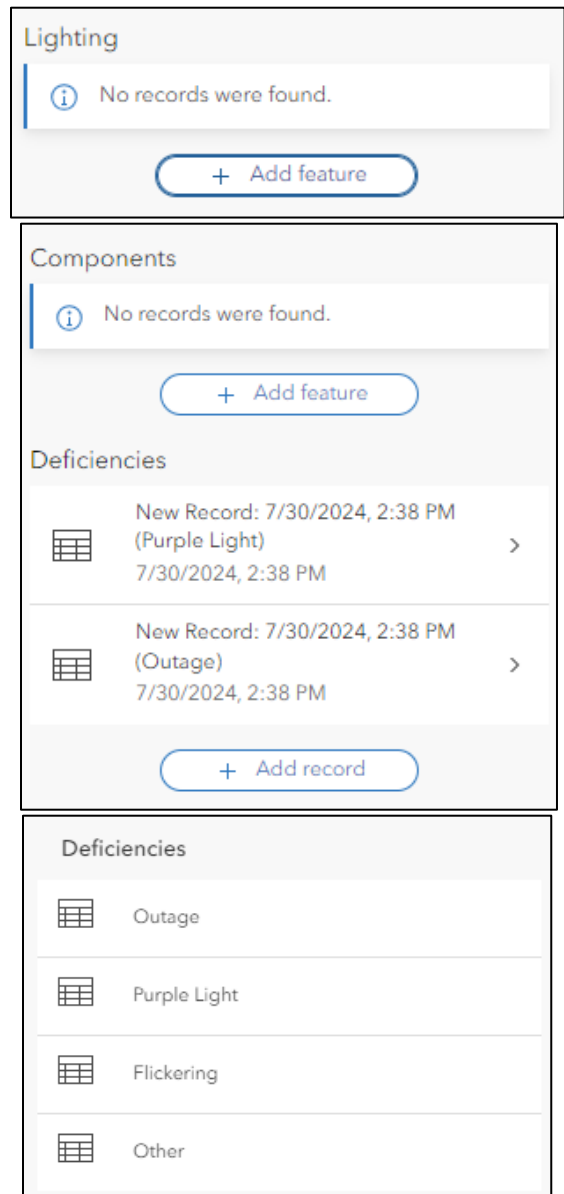 Lighting
No records were found.
+ Add feature
Components
No records were found.
+ Add feature
Deficiencies
New Record: 7/30/2024, 2:38 PM
(Purple Light)
7/30/2024, 2:38 PM
New Record: 7/30/2024, 2:38 PM
(Outage)
7/30/2024, 2:38 PM
+ Add record
Deficiencies
Outage
Purple Light
Flickering
Other